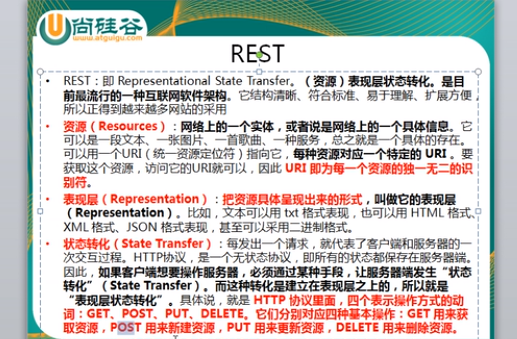 尚硅谷
www.atguigu.com
REST
• REST：即 Representational State Transfer。（资源）表现层状态转化。是目
前最流行的一种互联网软件架构。它结构清晰、符合标准、易于理解、扩展方便，
所以正得到越来越多网站的采用
• 资源（Resources）：网络上的一个实体，或者说是网络上的一个具体信息。它
可以是一段文本、一张图片、一首歌曲、一种服务，总之就是一个具体的存在。
可以用一个URI（统一资源定位符）指向它，每种资源对应一个特定的 URI 。要
获取这个资源，访问它的URI就可以，因此 URI 即为每一个资源的独一无二的识
别符。
• 表现层（Representation）：把资源具体呈现出来的形式，叫做它的表现层
（Representation）。比如，文本可以用 txt 格式表现，也可以用 HTML 格式、
XML 格式、JSON 格式表现，甚至可以采用二进制格式。
• 状态转化（State Transfer）：每发出一个请求，就代表了客户端和服务器的一
次交互过程。HTTP协议，是一个无状态协议，即所有的状态都保存在服务器端。
因此，如果客户端想要操作服务器，必须通过某种手段，让服务器端发生“状态
转化”（State Transfer）。而这种转化是建立在表现层之上的，所以就是
“表现层状态转化”。具体说，就是 HTTP 协议里面，四个表示操作方式的动
词：GET、POST、PUT、DELETE。它们分别对应四种基本操作：GET 用来获
取资源，POST 用来新建资源，PUT 用来更新资源，DELETE 用来删除资源。